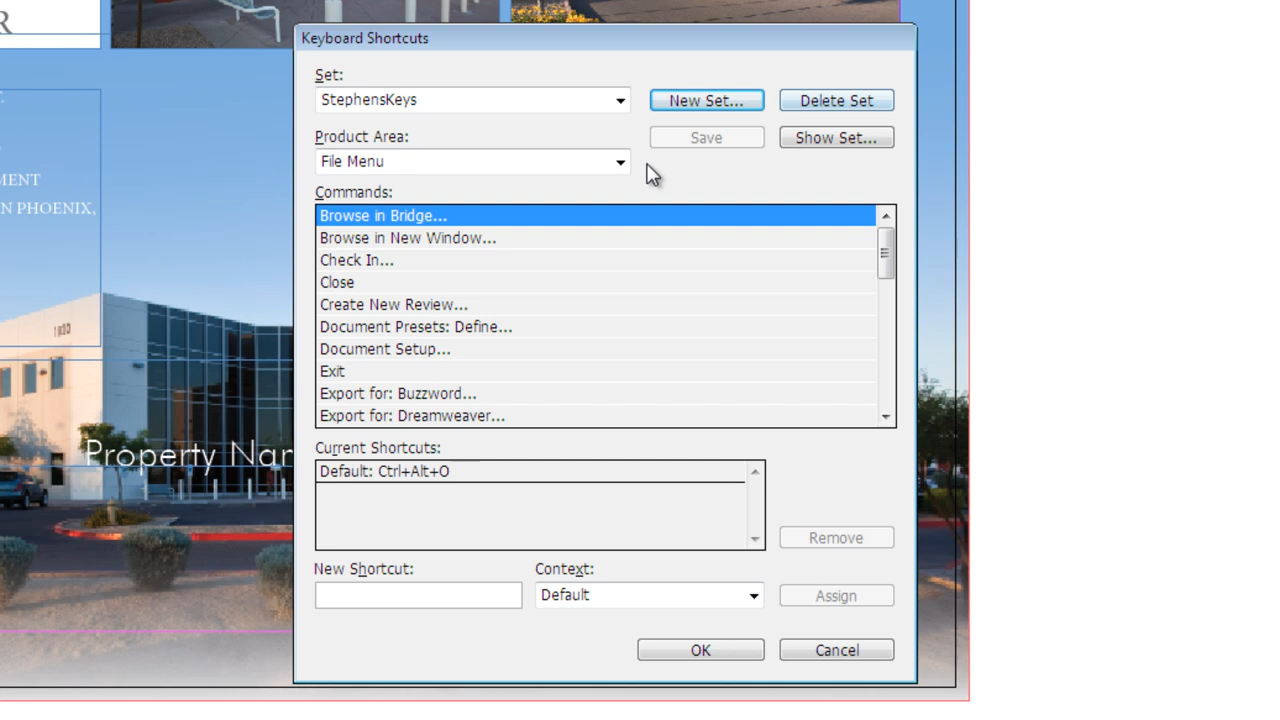 R
Keyboard Shortcuts
Set:
StephensKeys
New Set...
Delete Set
Product Area:
Save
Show Set...
File Menu
Commands:
MENT
N PHOENIX,
Browse in Bridge...
Browse in New Window...
Check In...
Close
Create New Review...
Document Presets: Define...
Document Setup...
Exit
Export for: Buzzword...
Export for: Dreamweaver...
Property Nar
Current Shortcuts:
Default: Ctrl+Alt+O
Remove
New Shortcut:
Context:
Default
Assign
OK
Cancel